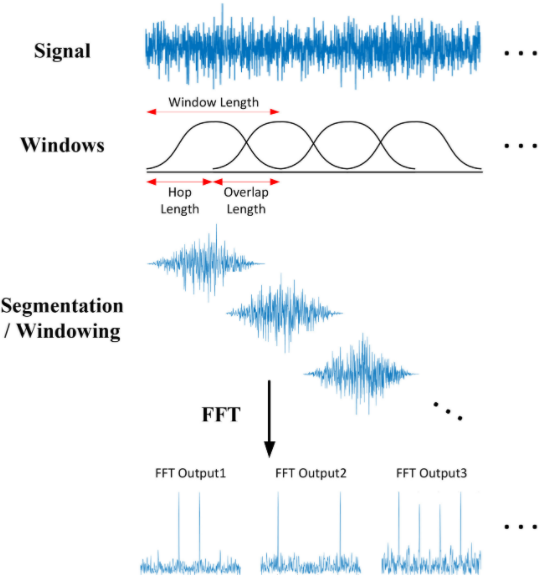 Signal
Window Length
Windows
Hop
Length
Overlap
Length
Segmentation
/ Windowing
FFT
FFT Output1
FFT Output2
FFT Output3